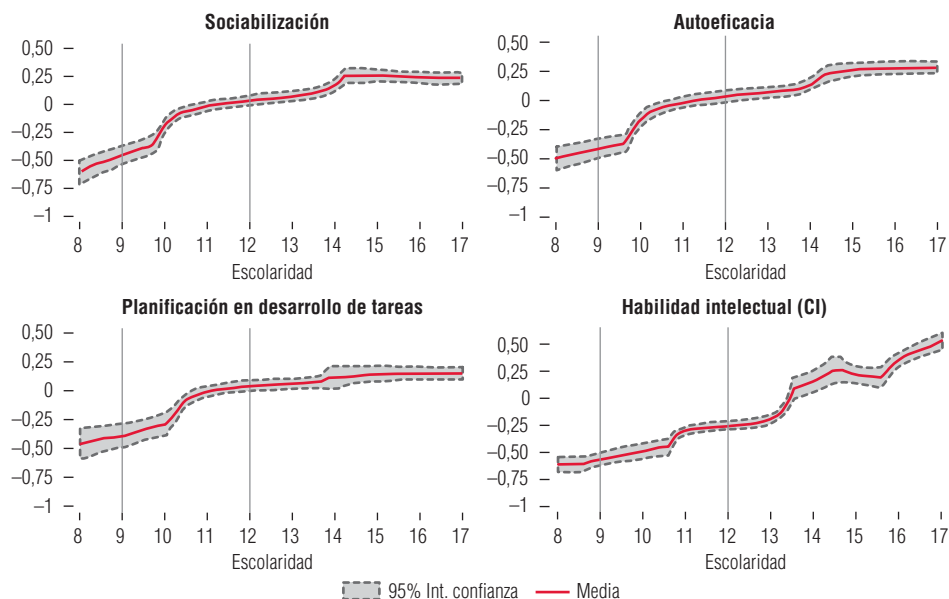 Sociabilización
0,50
0,25
0
−0,25
−0,50
−0,75
−1
8 9 10 11 12 13 14 15 16 17
Escolaridad
Autoeficacia
0,50
0,25
0
−0,25
−0,50
−0,75
−1
8 9 10 11 12 13 14 15 16 17
Escolaridad
Planificación en desarrollo de tareas
0,50
0,25
0
−0,25
−0,50
−0,75
−1
8 9 10 11 12 13 14 15 16 17
Escolaridad
Habilidad intelectual (CI)
0,50
0,25
0
−0,25
−0,50
−0,75
−1
8 9 10 11 12 13 14 15 16 17
Escolaridad
95% Int. confianza Media